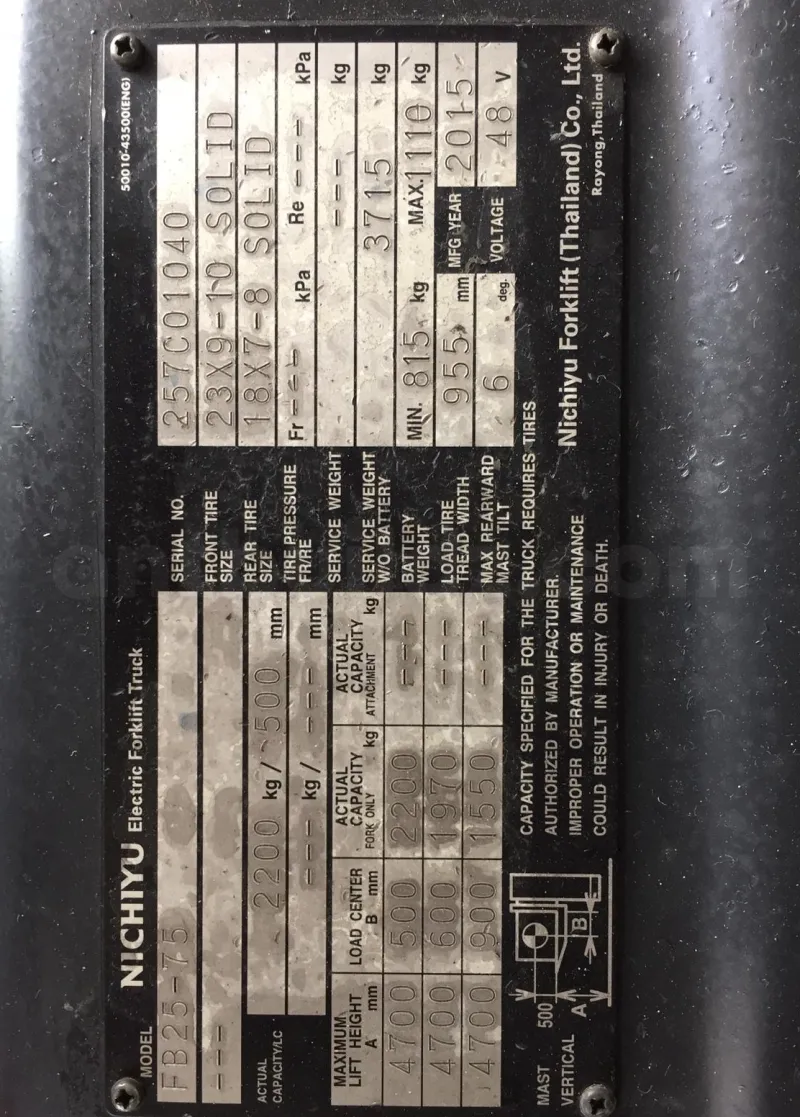 50010-43500(ENG)
NICHIYU Electric Forklift Truck
MODEL
FB25-75
---
ACTUAL CAPACITY/LC
2200 kg / 500 mm
--- kg / --- mm
MAXIMUM LIFT HEIGHT A mm
LOAD CENTER B mm
ACTUAL CAPACITY FORK ONLY kg
ACTUAL CAPACITY ATTACHMENT kg
4700 500 2200 ---
4700 600 1970 ---
4700 900 1550 ---
MAST VERTICAL
500
A
B
SERIAL NO. 257C01040
FRONT TIRE SIZE 23X9-10 SOLID
REAR TIRE SIZE 18X7-8 SOLID
TIRE PRESSURE FR/RE Fr --- kPa Re --- kPa
SERVICE WEIGHT --- kg
SERVICE WEIGHT W/O BATTERY 3715 kg
BATTERY WEIGHT MIN. 815 kg MAX. 1110 kg
LOAD TIRE TREAD WIDTH 955 mm MFG YEAR 2015
MAX REARWARD MAST TILT 6 deg. VOLTAGE 48 V
CAPACITY SPECIFIED FOR THE TRUCK REQUIRES TIRES
AUTHORIZED BY MANUFACTURER.
IMPROPER OPERATION OR MAINTENANCE
COULD RESULT IN INJURY OR DEATH.
Nichiyu Forklift (Thailand) Co., Ltd.
Rayong, Thailand